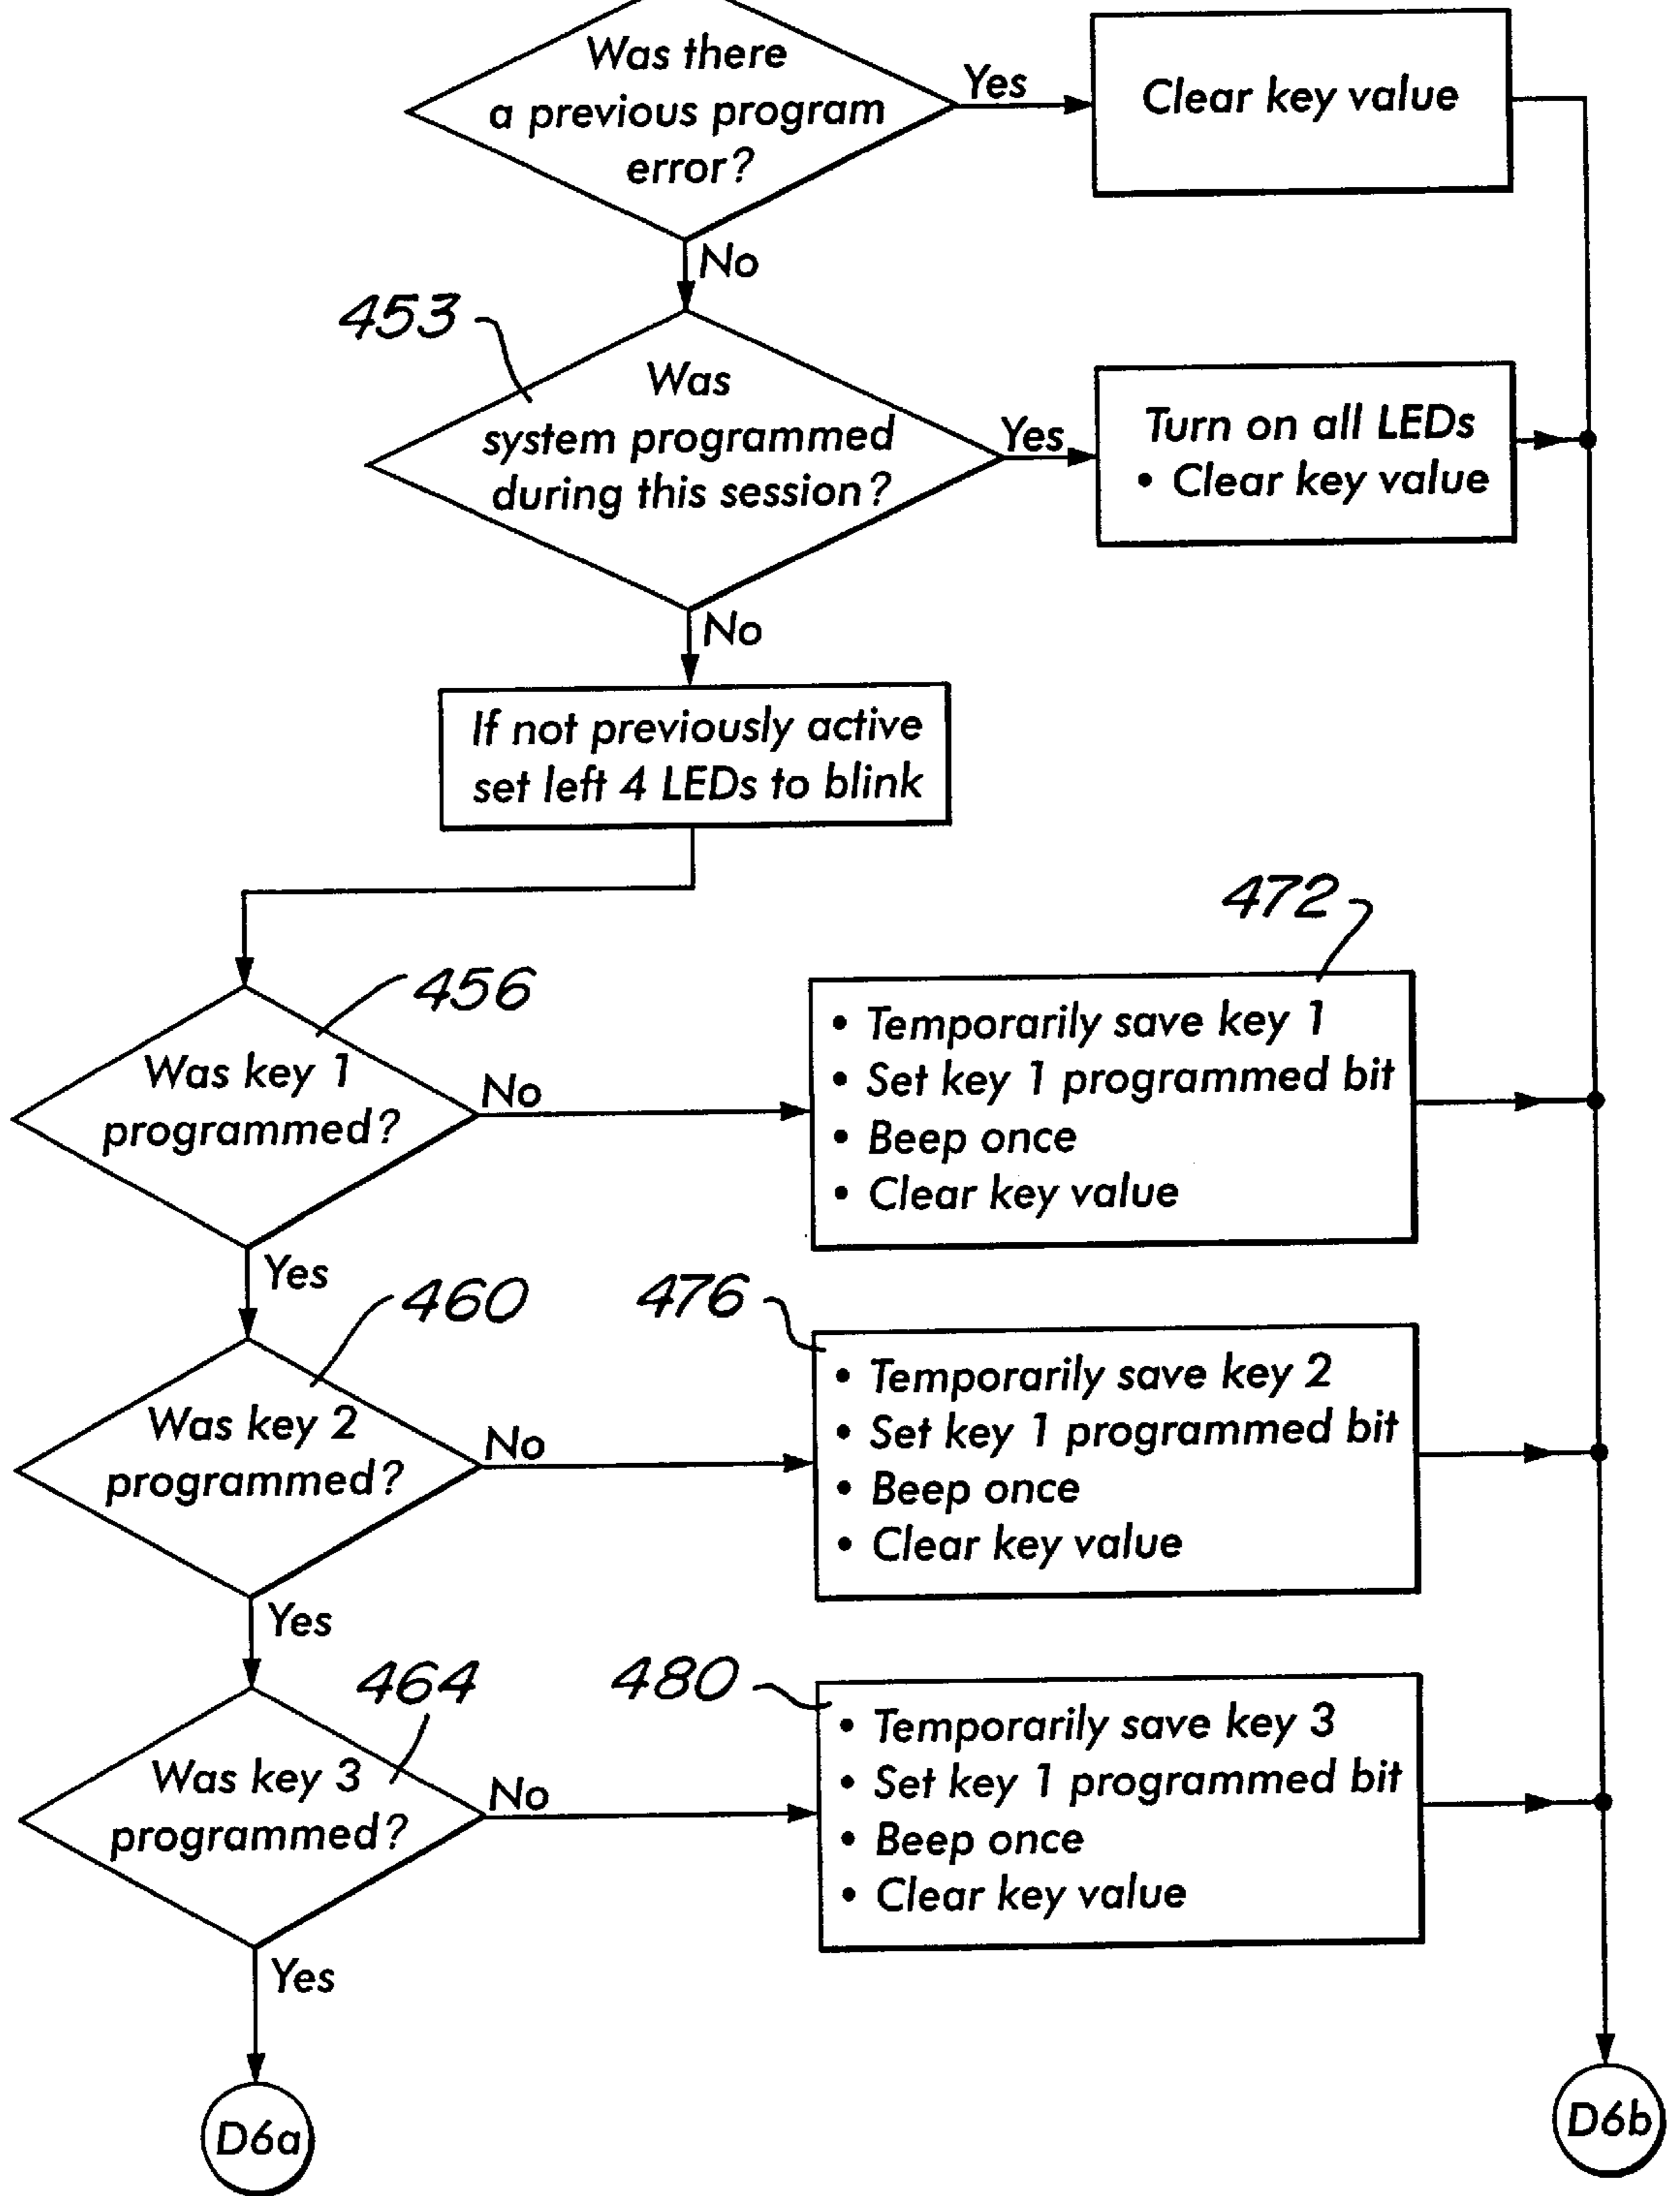 Was there
a previous program
error?
Yes
Clear key value
No
453
Was
system programmed
during this session?
Yes
Turn on all LEDs
• Clear key value
No
If not previously active
set left 4 LEDs to blink
472
456
Was key 1
programmed?
No
• Temporarily save key 1
• Set key 1 programmed bit
• Beep once
• Clear key value
Yes
460
476
Was key 2
programmed?
No
• Temporarily save key 2
• Set key 1 programmed bit
• Beep once
• Clear key value
Yes
464
480
Was key 3
programmed?
No
• Temporarily save key 3
• Set key 1 programmed bit
• Beep once
• Clear key value
Yes
D6a
D6b